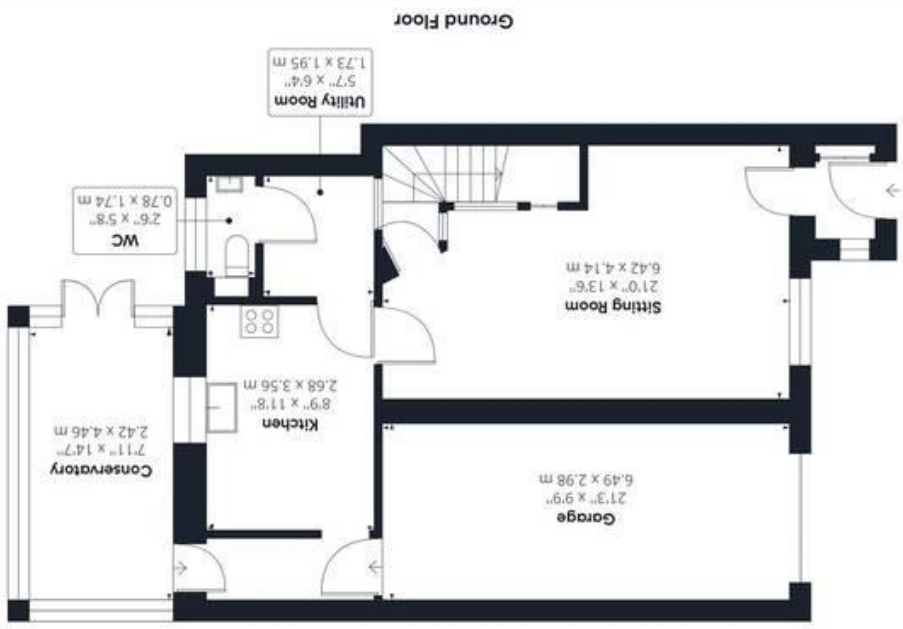 Garage
21'3" x 9'9"
6.49 x 2.98 m
Conservatory
7'11" x 14'7"
2.42 x 4.46 m
Kitchen
8'9" x 11'8"
2.68 x 3.56 m
Sitting Room
21'0" x 13'6"
6.42 x 4.14 m
WC
2'6" x 5'8"
0.78 x 1.74 m
Utility Room
5'7" x 6'4"
1.73 x 1.95 m
Ground Floor